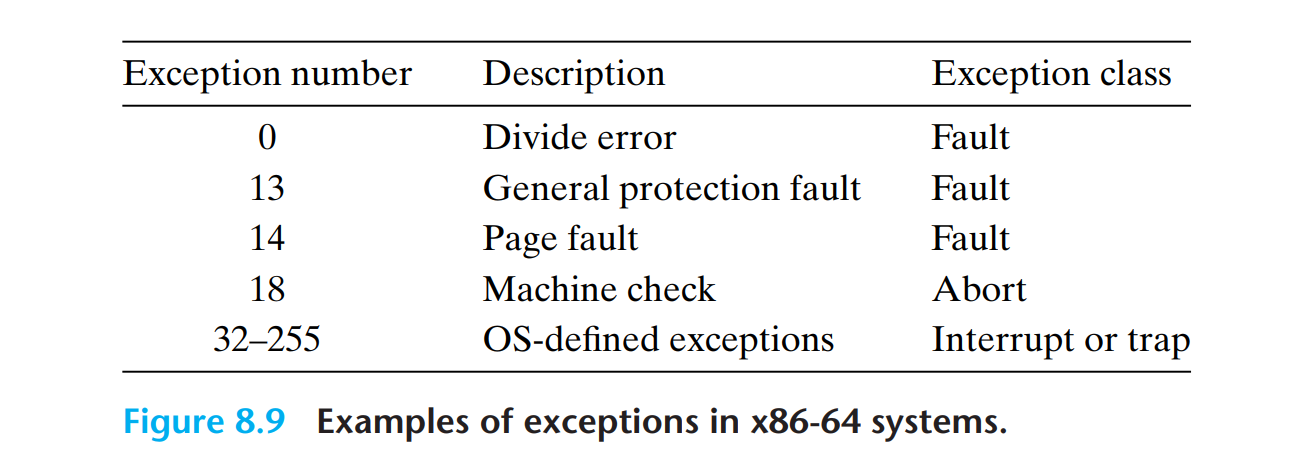 Exception number Description Exception class
0 Divide error Fault
13 General protection fault Fault
14 Page fault Fault
18 Machine check Abort
32–255 OS-defined exceptions Interrupt or trap
Figure 8.9 Examples of exceptions in x86-64 systems.